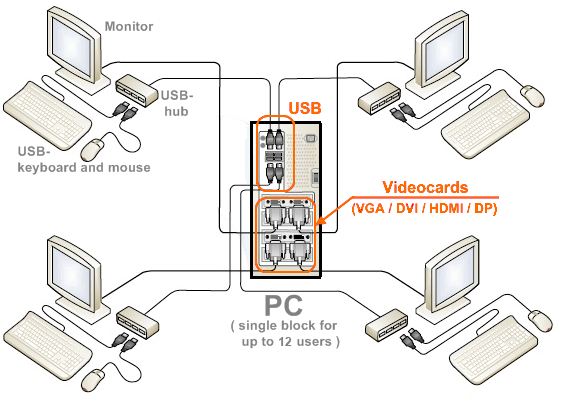 Monitor
USB-
hub
USB
USB-
keyboard and mouse
Videocards
(VGA / DVI / HDMI / DP)
PC
( single block for
up to 12 users )